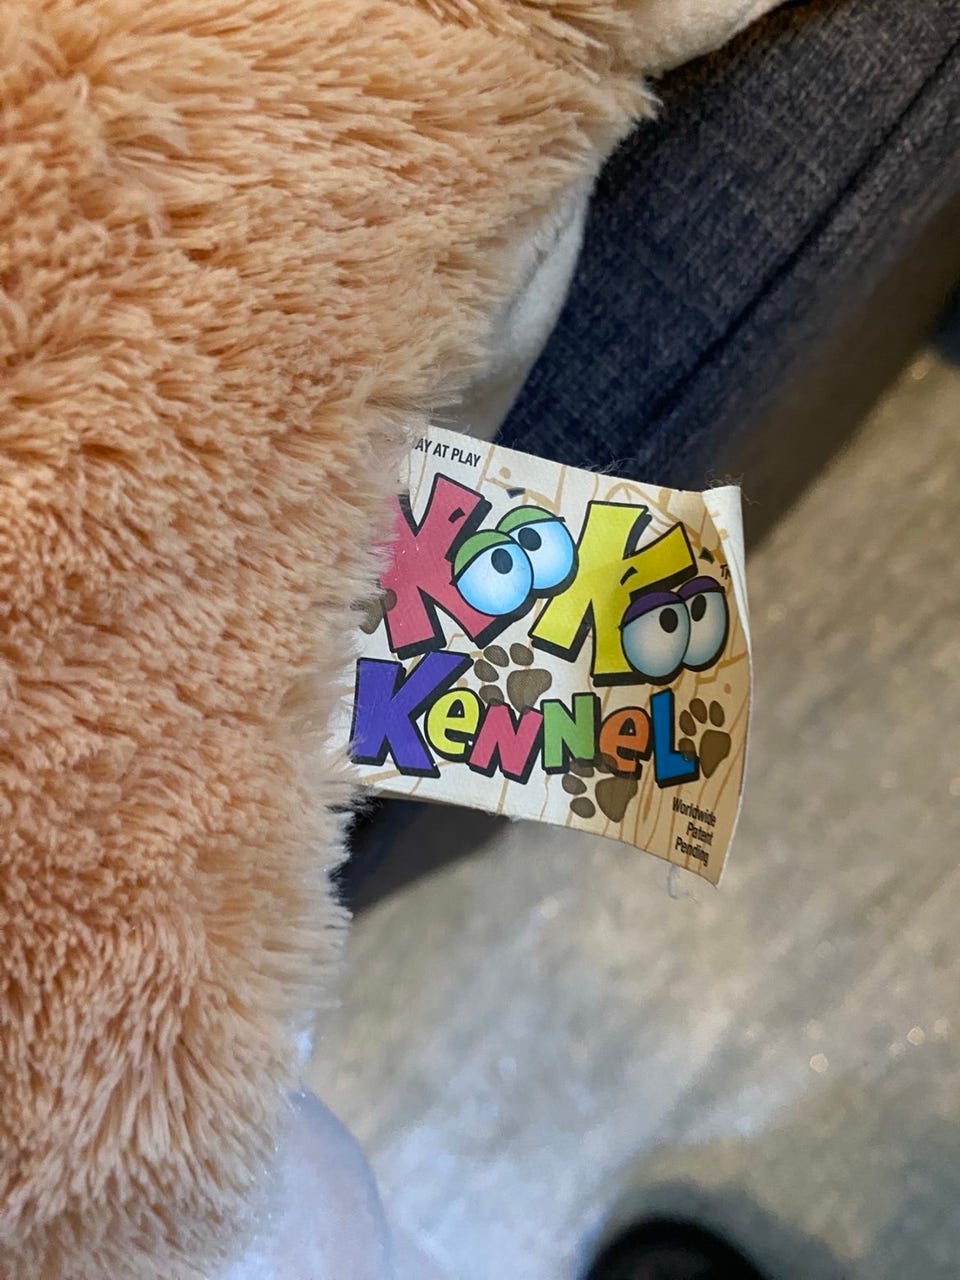 AY AT PLAY
KooKoo
KeNNeL
Worldwide
Patent
Pending